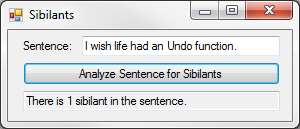 Sibilants
Sentence: I wish life had an Undo function.
Analyze Sentence for Sibilants
There is 1 sibilant in the sentence.